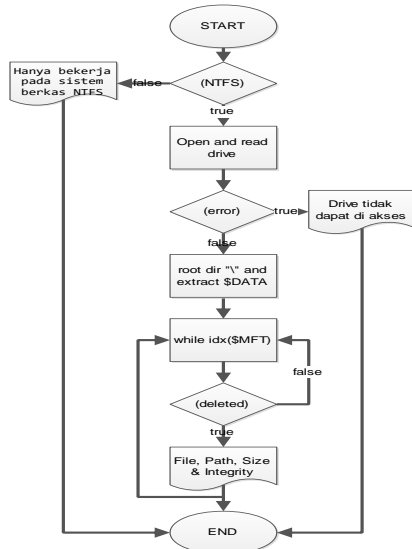 START
Hanya bekerja
pada sistem
berkas NTFS
false
(NTFS)
true
Open and read
drive
(error)
true
Drive tidak
dapat di akses
false
root dir "\" and
extract $DATA
while idx($MFT)
false
(deleted)
true
File, Path, Size
& Integrity
END